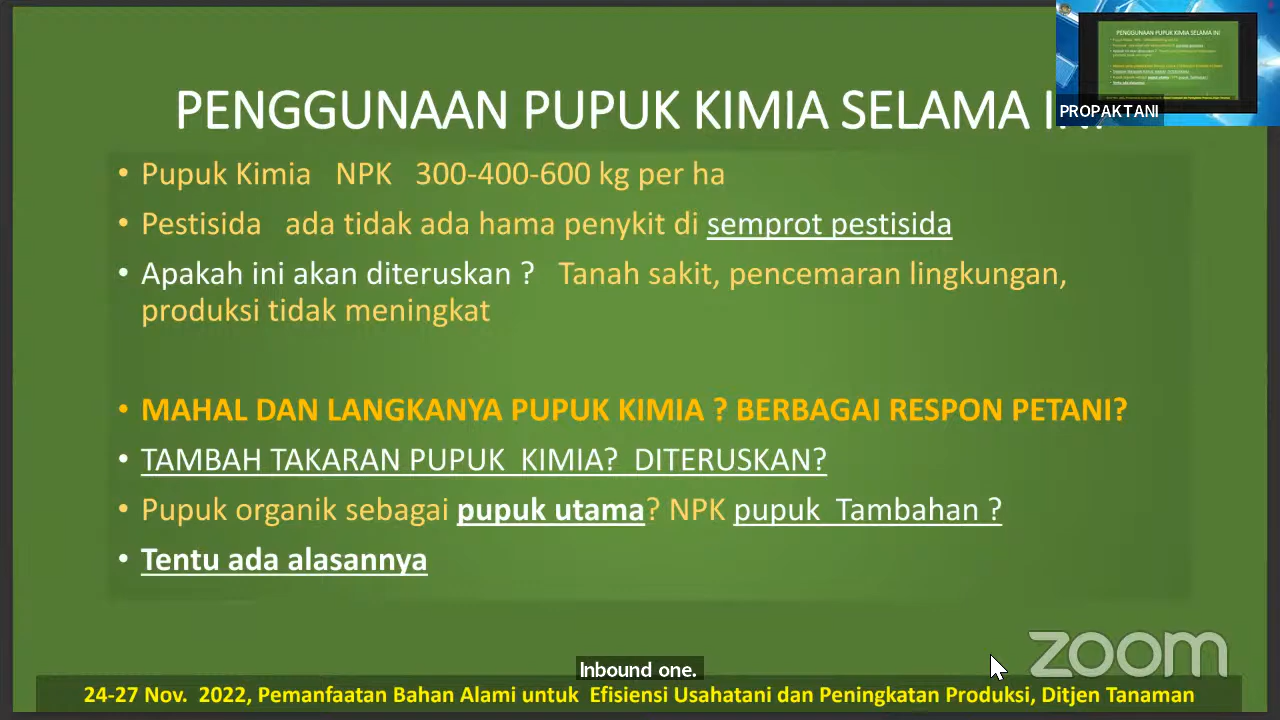 PENGGUNAAN PUPUK KIMIA SELAMA
PROPAKTANI
PENGGUNAAN PUPUK KIMIA SELAMA INI
• Pupuk Kimia NPK 300-400-600 kg per ha
• Pestisida ada tidak ada hama penykit di semprot pestisida
• Apakah ini akan diteruskan ? Tanah sakit, pencemaran lingkungan,
produksi tidak meningkat
• MAHAL DAN LANGKANYA PUPUK KIMIA ? BERBAGAI RESPON PETANI?
• TAMBAH TAKARAN PUPUK KIMIA? DITERUSKAN?
• Pupuk organik sebagai pupuk utama? NPK pupuk Tambahan ?
• Tentu ada alasannya
zoom
Inbound one.
24-27 Nov. 2022, Pemanfaatan Bahan Alami untuk Efisiensi Usahatani dan Peningkatan Produksi, Ditjen Tanaman